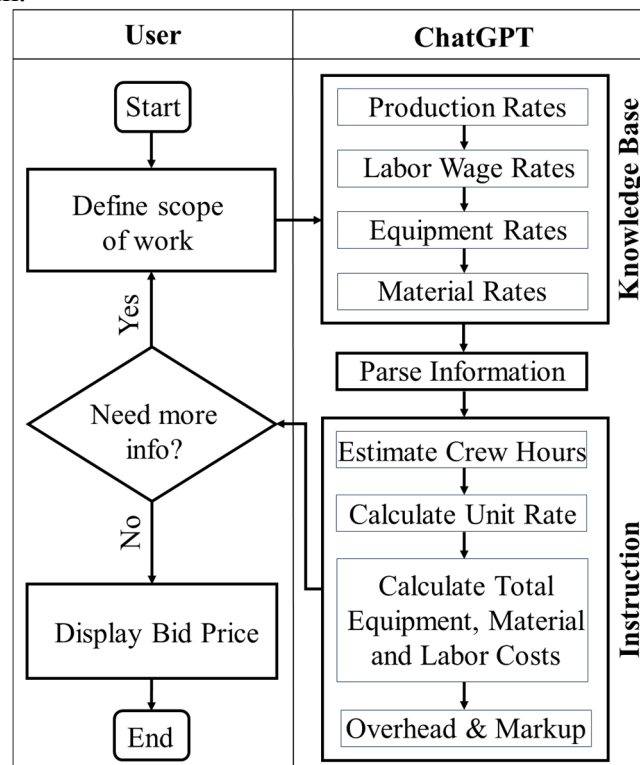 User
ChatGPT
Start
Define scope
of work
Yes
Need more
info?
No
Display Bid Price
End
Production Rates
Labor Wage Rates
Equipment Rates
Material Rates
Knowledge Base
Parse Information
Estimate Crew Hours
Calculate Unit Rate
Calculate Total
Equipment, Material
and Labor Costs
Overhead & Markup
Instruction